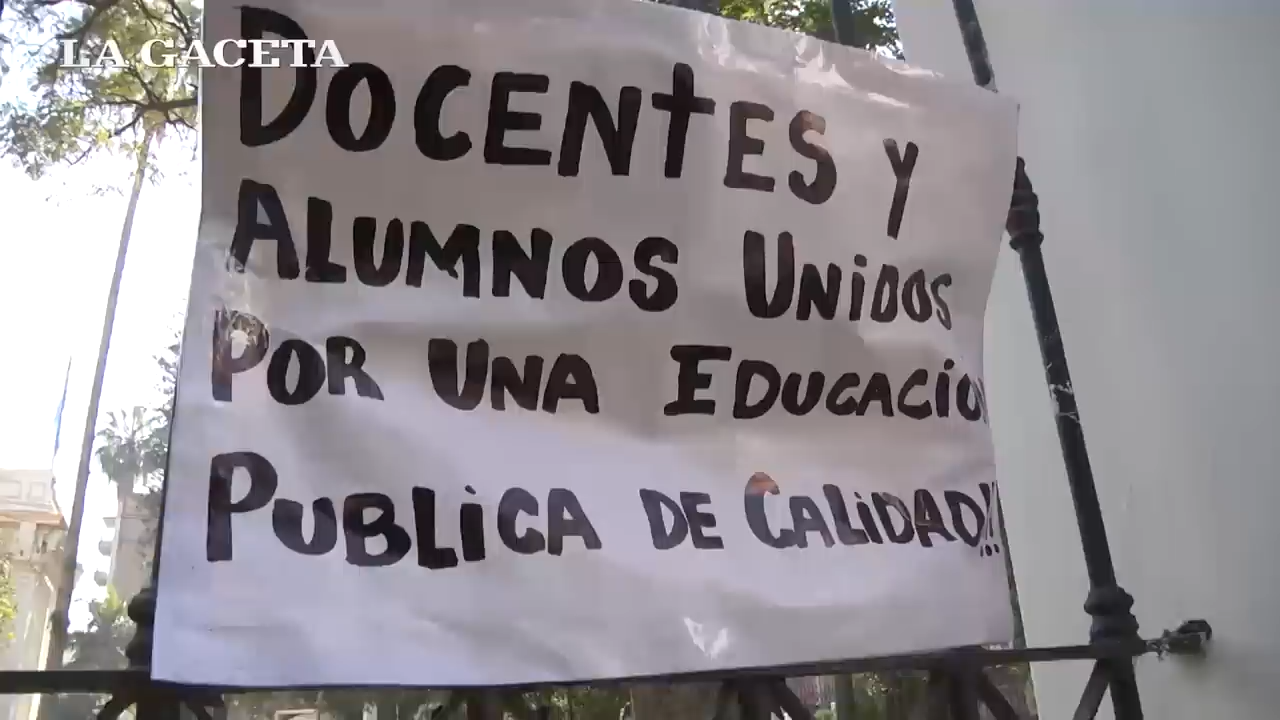 LA GACETA
DOCENTES Y
ALUMNOS UNIDOS
POR UNA EDUCACIÓN
PUBLICA DE CALIDAD!!